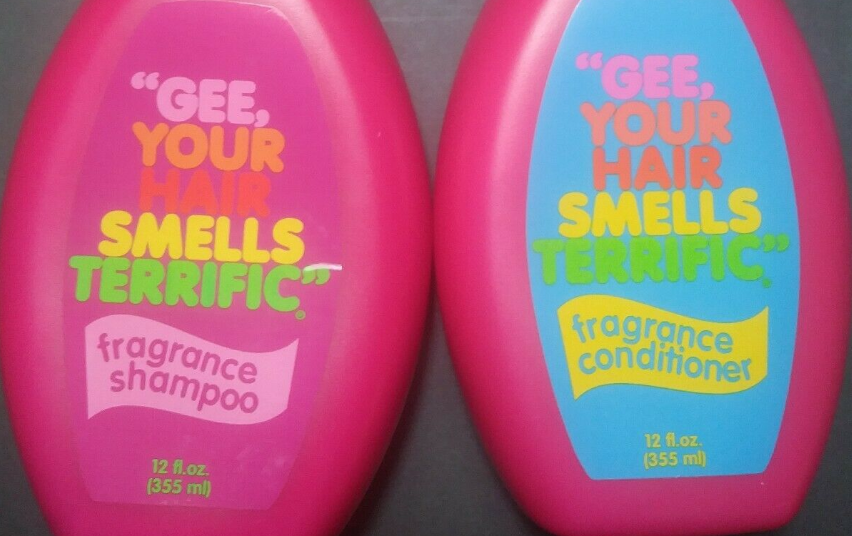 “GEE,
YOUR
HAIR
SMELLS
TERRIFIC”®
fragrance
shampoo
12 fl.oz.
(355 ml)
“GEE,
YOUR
HAIR
SMELLS
TERRIFIC”®
fragrance
conditioner
12 fl.oz.
(355 ml)